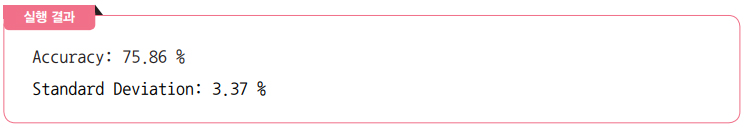 실행 결과
Accuracy: 75.86 %
Standard Deviation: 3.37 %